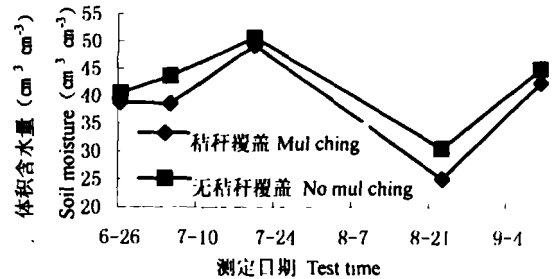 体积含水量 (cm³ cm⁻³)
Soil moisture (cm³ cm⁻³)
55
50
45
40
35
30
25
20
秸秆覆盖 Mul ching
无秸秆覆盖 No mul ching
6-26 7-10 7-24 8-7 8-21 9-4
测定日期 Test time